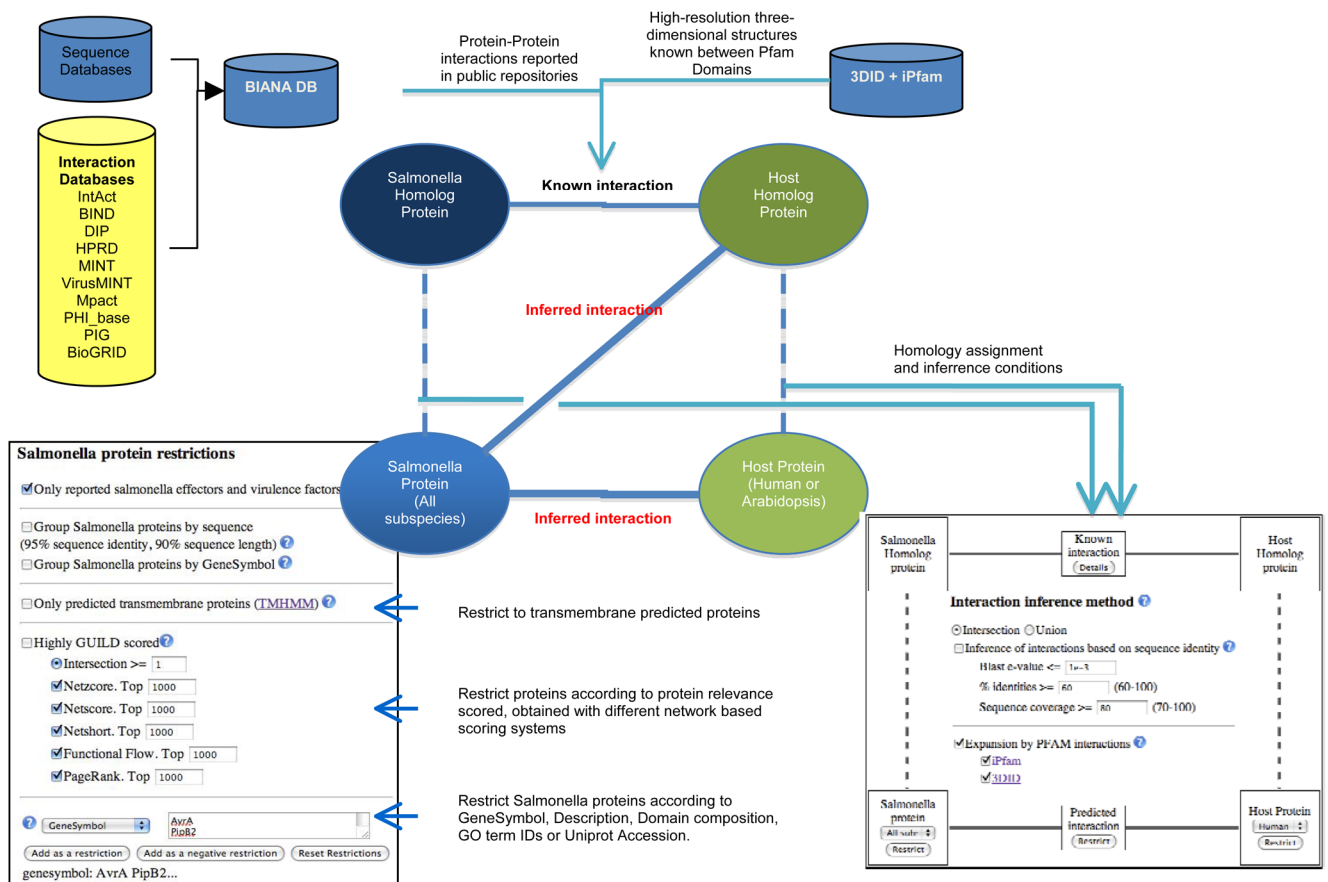 Sequence
Databases
BIANA DB
Interaction
Databases
IntAct
BIND
DIP
HPRD
MINT
VirusMINT
Mpact
PHI_base
PIG
BioGRID
Protein-Protein
interactions reported
in public repositories
High-resolution three-
dimensional structures
known between Pfam
Domains
3DID + iPfam
Salmonella
Homolog
Protein
Known interaction
Host
Homolog
Protein
Inferred interaction
Homology assignment
and inferrence conditions
Salmonella
Protein
(All
subspecies)
Inferred interaction
Host Protein
(Human or
Arabidopsis)
Salmonella protein restrictions
Only reported salmonella effectors and virulence factors
Group Salmonella proteins by sequence
(95% sequence identity, 90% sequence length) ?
Group Salmonella proteins by GeneSymbol ?
Only predicted transmembrane proteins (TMHMM) ?
Highly GUILD scored ?
Intersection >= 1
Netzcore. Top 1000
Netscore. Top 1000
Netshort. Top 1000
Functional Flow. Top 1000
PageRank. Top 1000
? GeneSymbol AvrA
PipB2
Add as a restriction Add as a negative restriction Reset Restrictions
genesymbol: AvrA PipB2...
Restrict to transmembrane predicted proteins
Restrict proteins according to protein relevance
scored, obtained with different network based
scoring systems
Restrict Salmonella proteins according to
GeneSymbol, Description, Domain composition,
GO term IDs or Uniprot Accession.
Salmonella
Homolog
protein
Known
interaction
Details
Host
Homolog
protein
Interaction inference method ?
Intersection Union
Inference of interactions based on sequence identity ?
Blast e-value <= 1e-3
% identities >= 60 (60-100)
Sequence coverage >= 80 (70-100)
Expansion by PFAM interactions ?
iPfam
3DID
Salmonella
protein
All subs
Restrict
Predicted
interaction
Restrict
Host Protein
Human
Restrict